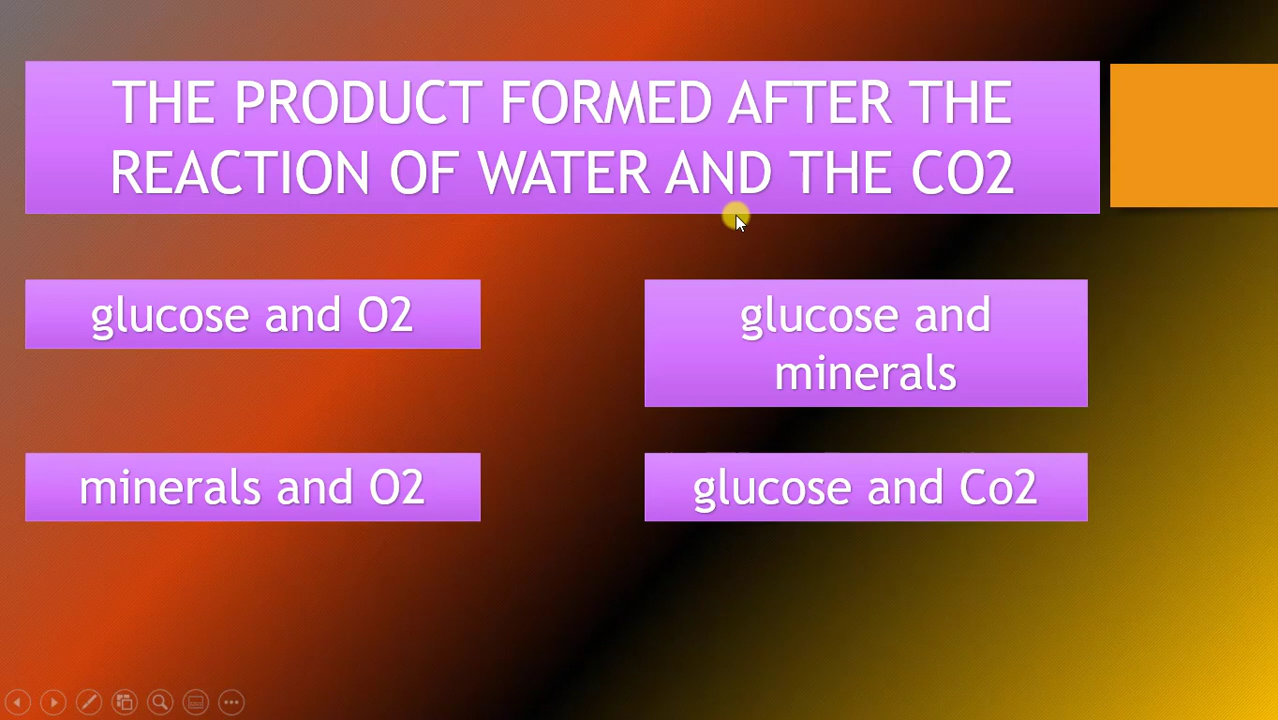 THE PRODUCT FORMED AFTER THE
REACTION OF WATER AND THE CO2
glucose and O2
glucose and
minerals
minerals and O2
glucose and Co2